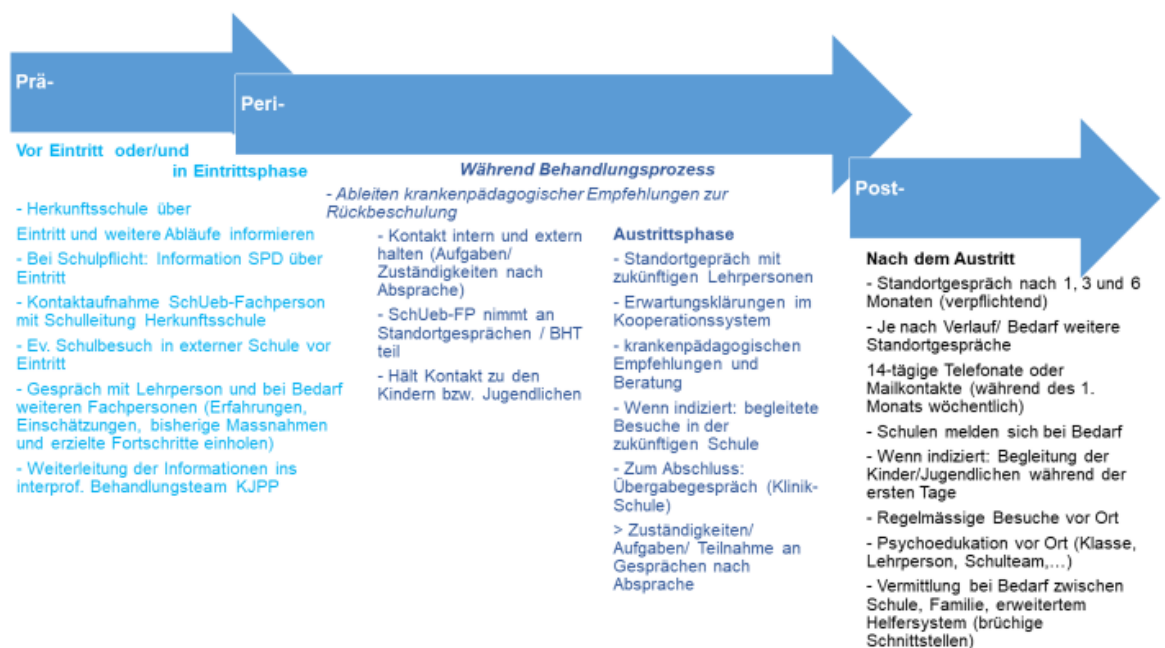 Prä-
Vor Eintritt oder/und
in Eintrittsphase
- Herkunftsschule über
Eintritt und weitere Abläufe informieren
- Bei Schulpflicht: Information SPD über
Eintritt
- Kontaktaufnahme SchUeb-Fachperson
mit Schulleitung Herkunftsschule
- Ev. Schulbesuch in externer Schule vor
Eintritt
- Gespräch mit Lehrperson und bei Bedarf
weiteren Fachpersonen (Erfahrungen,
Einschätzungen, bisherige Massnahmen
und erzielte Fortschritte einholen)
- Weiterleitung der Informationen ins
interprof. Behandlungsteam KJPP
Peri-
Während Behandlungsprozess
- Ableiten krankenpädagogischer Empfehlungen zur
Rückbeschulung
- Kontakt intern und extern
halten (Aufgaben/
Zuständigkeiten nach
Absprache)
- SchUeb-FP nimmt an
Standortgesprächen / BHT
teil
- Hält Kontakt zu den
Kindern bzw. Jugendlichen
Austrittsphase
- Standortgepräch mit
zukünftigen Lehrpersonen
- Erwartungsklärungen im
Kooperationssystem
- krankenpädagogischen
Empfehlungen und
Beratung
- Wenn indiziert: begleitete
Besuche in der
zukünftigen Schule
- Zum Abschluss:
Übergabegespräch (Klinik-
Schule)
> Zuständigkeiten/
Aufgaben/ Teilnahme an
Gesprächen nach
Absprache
Post-
Nach dem Austritt
- Standortgespräch nach 1, 3 und 6
Monaten (verpflichtend)
- Je nach Verlauf/ Bedarf weitere
Standortgespräche
14-tägige Telefonate oder
Mailkontakte (während des 1.
Monats wöchentlich)
- Schulen melden sich bei Bedarf
- Wenn indiziert: Begleitung der
Kinder/Jugendlichen während der
ersten Tage
- Regelmässige Besuche vor Ort
- Psychoedukation vor Ort (Klasse,
Lehrperson, Schulteam,...)
- Vermittlung bei Bedarf zwischen
Schule, Familie, erweitertem
Helfersystem (brüchige
Schnittstellen)